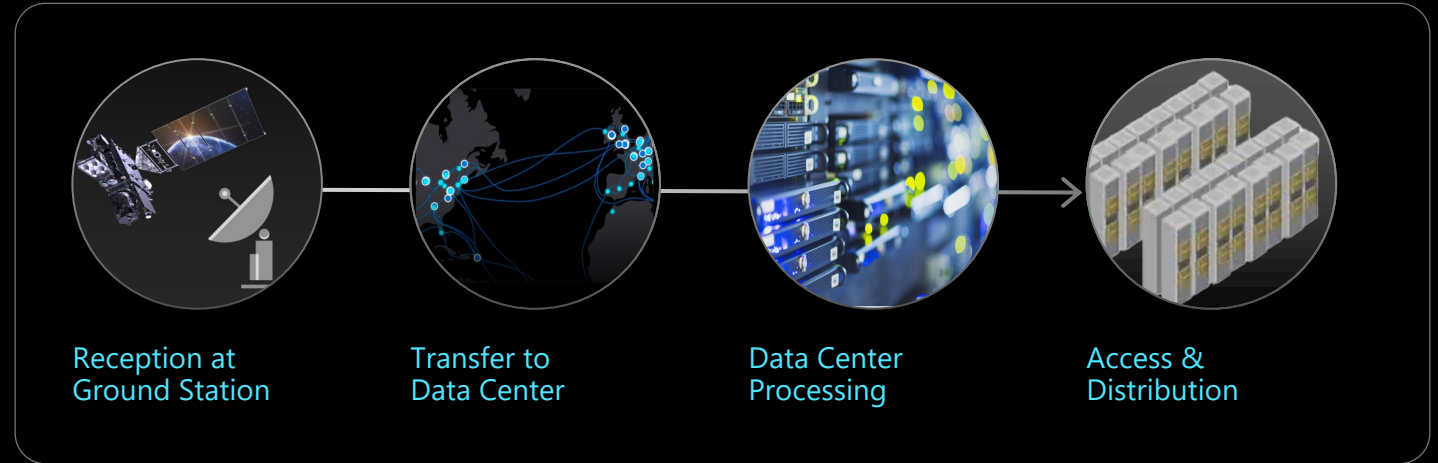 Reception at
Ground Station
Transfer to
Data Center
Data Center
Processing
Access &
Distribution